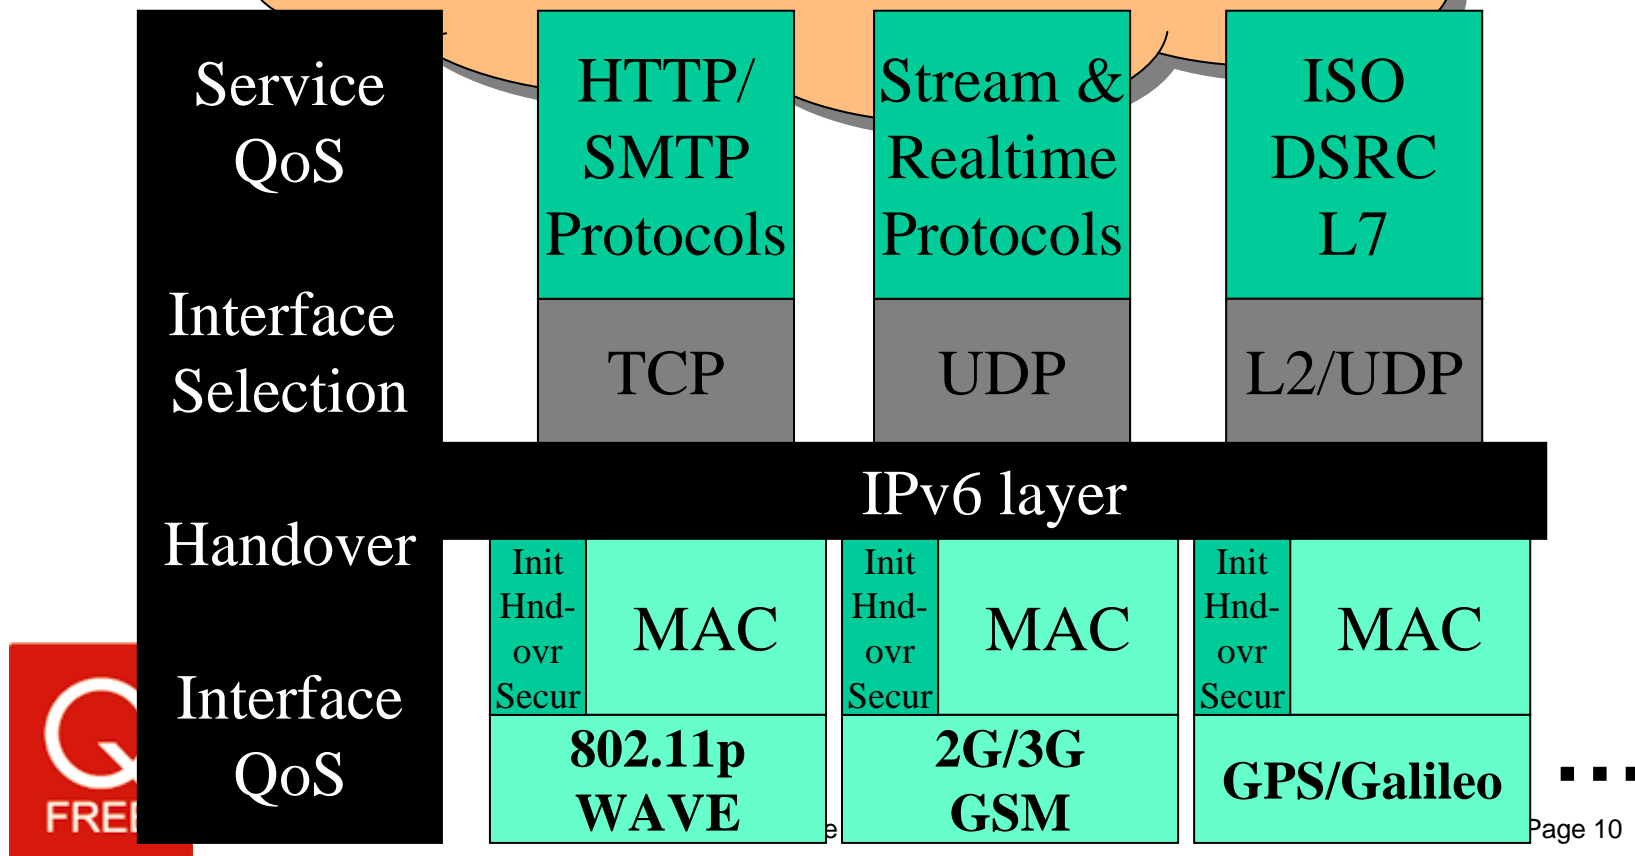 Service
QoS
Interface
Selection
Handover
Interface
QoS
HTTP/
SMTP
Protocols
Stream &
Realtime
Protocols
ISO
DSRC
L7
TCP
UDP
L2/UDP
IPv6 layer
Init
Hnd-
ovr
Secur
MAC
Init
Hnd-
ovr
Secur
MAC
Init
Hnd-
ovr
Secur
MAC
802.11p
WAVE
2G/3G
GSM
GPS/Galileo
...
FREE
Page 10